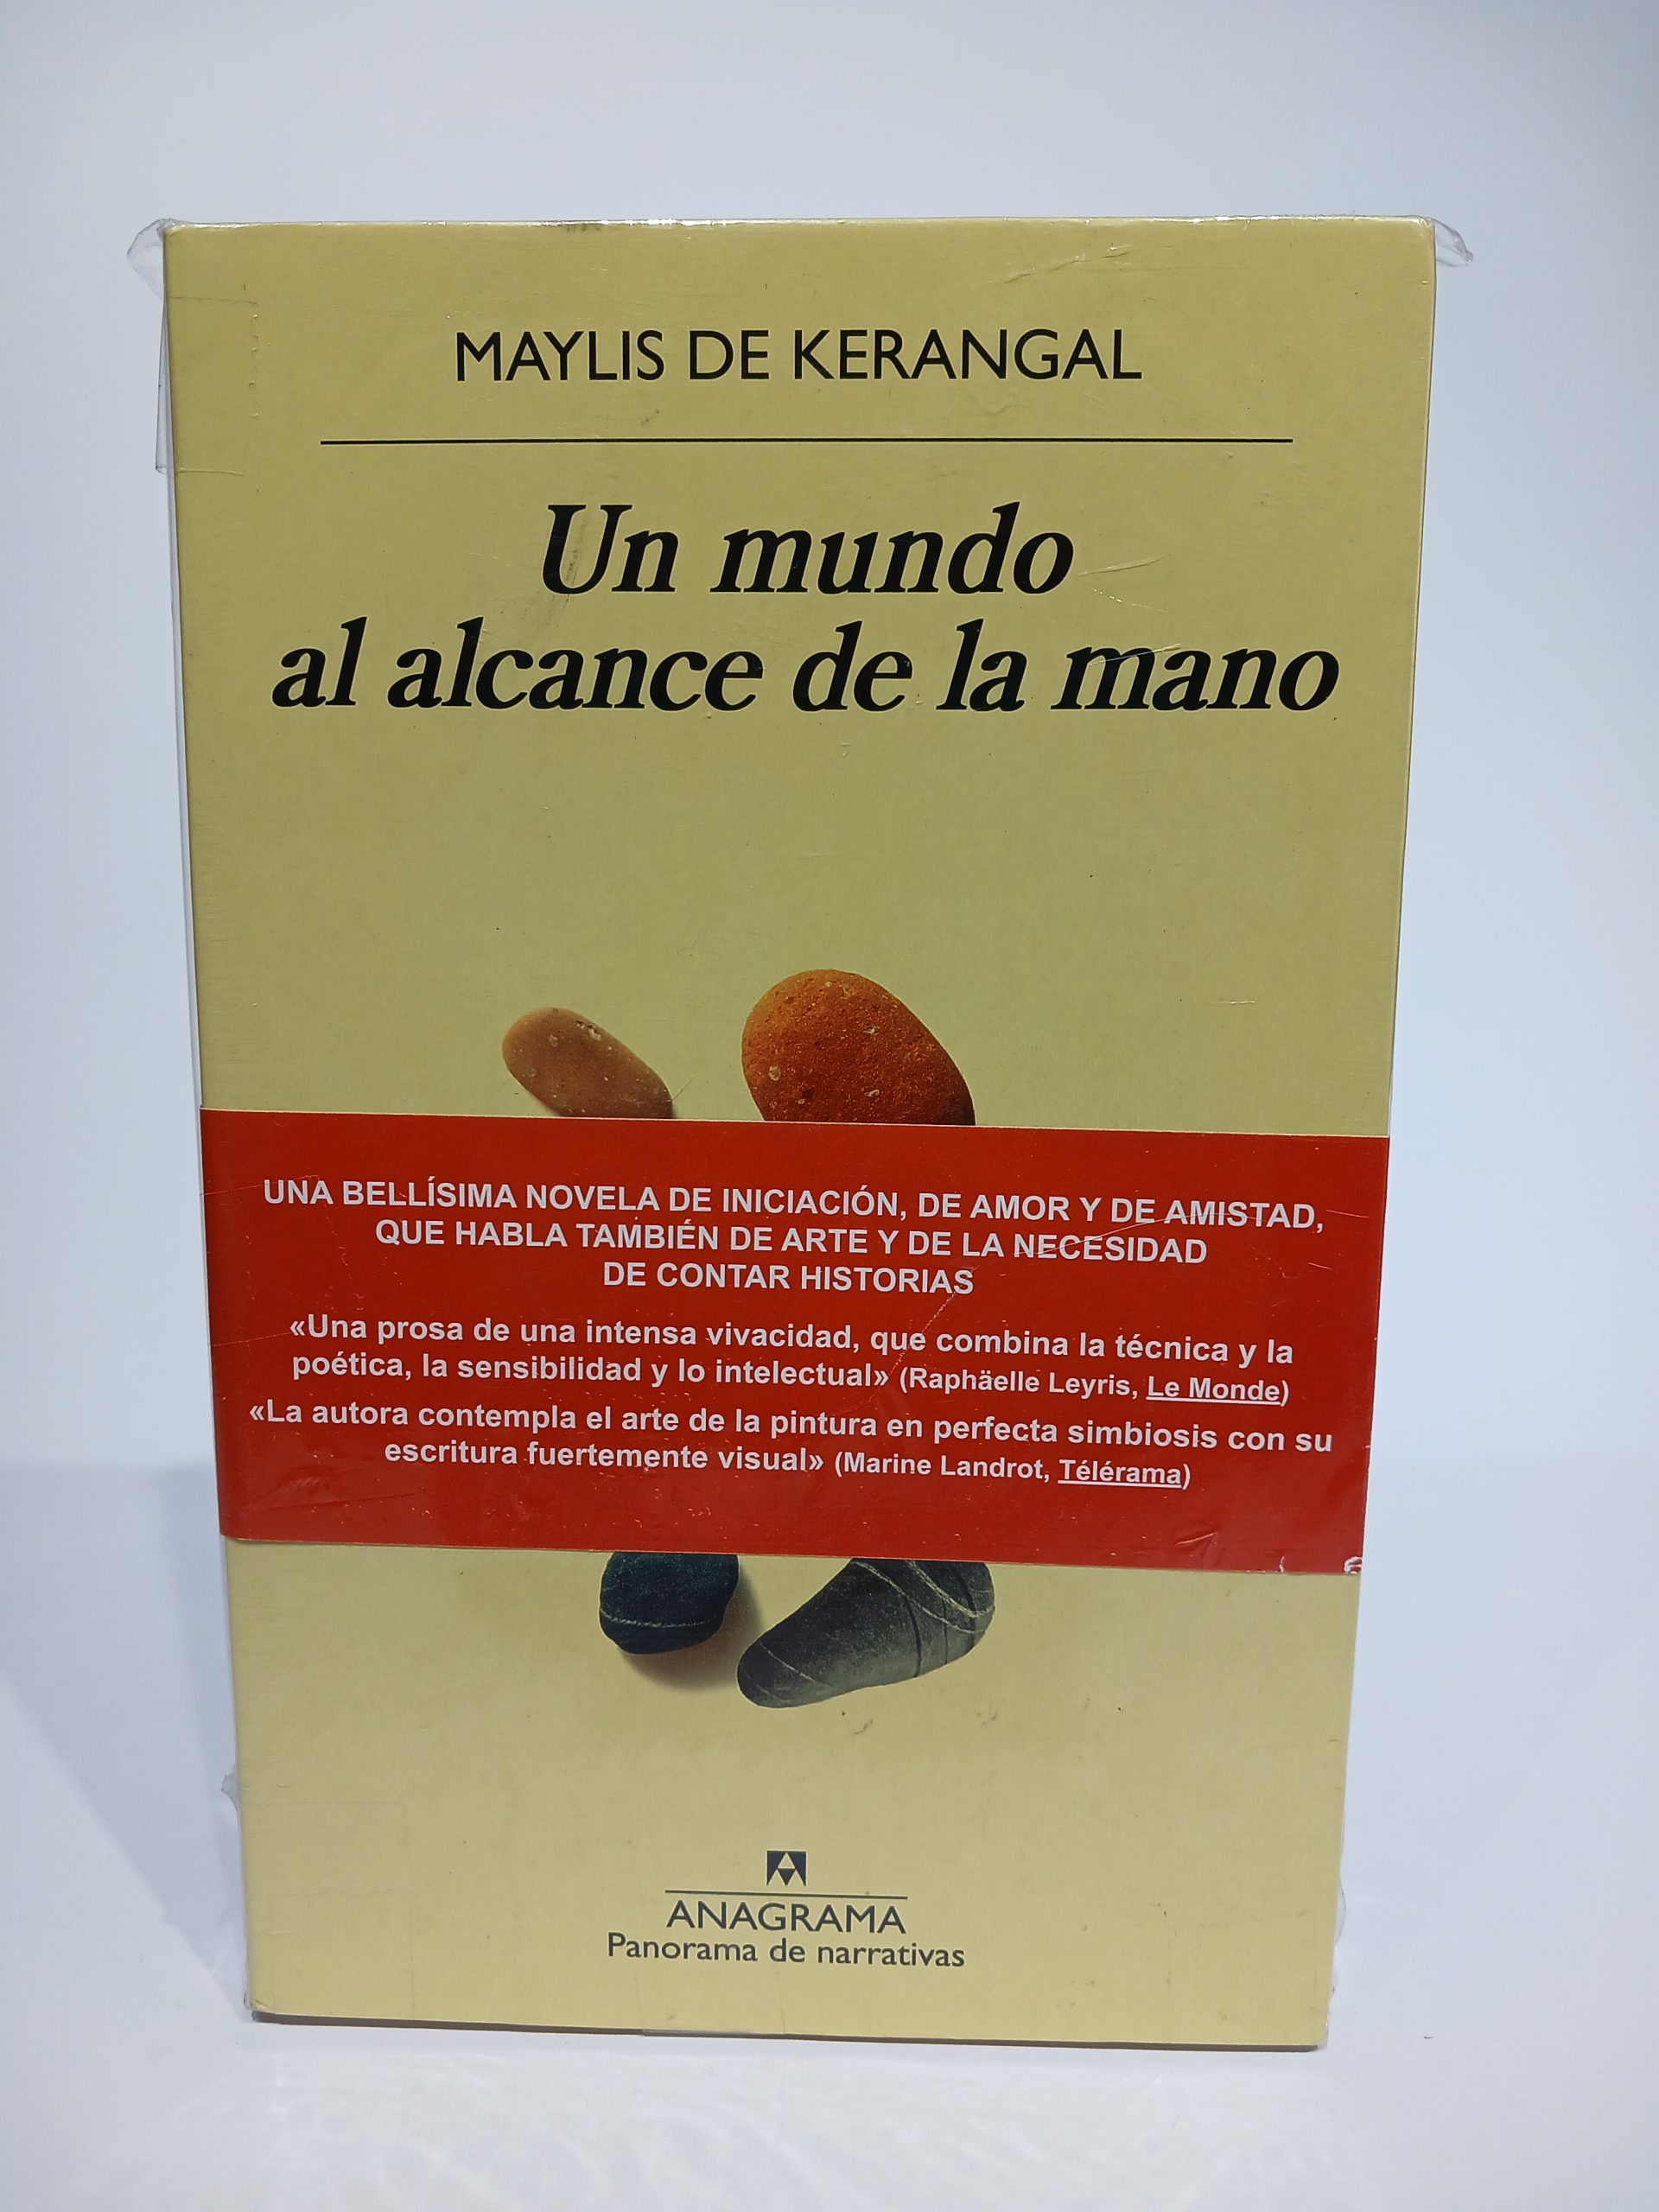 MAYLIS DE KERANGAL
Un mundo
al alcance de la mano
UNA BELLÍSIMA NOVELA DE INICIACIÓN, DE AMOR Y DE AMISTAD,
QUE HABLA TAMBIÉN DE ARTE Y DE LA NECESIDAD
DE CONTAR HISTORIAS
«Una prosa de una intensa vivacidad, que combina la técnica y la
poética, la sensibilidad y lo intelectual» (Raphäelle Leyris, Le Monde)
«La autora contempla el arte de la pintura en perfecta simbiosis con su
escritura fuertemente visual» (Marine Landrot, Télérama)
ANAGRAMA
Panorama de narrativas